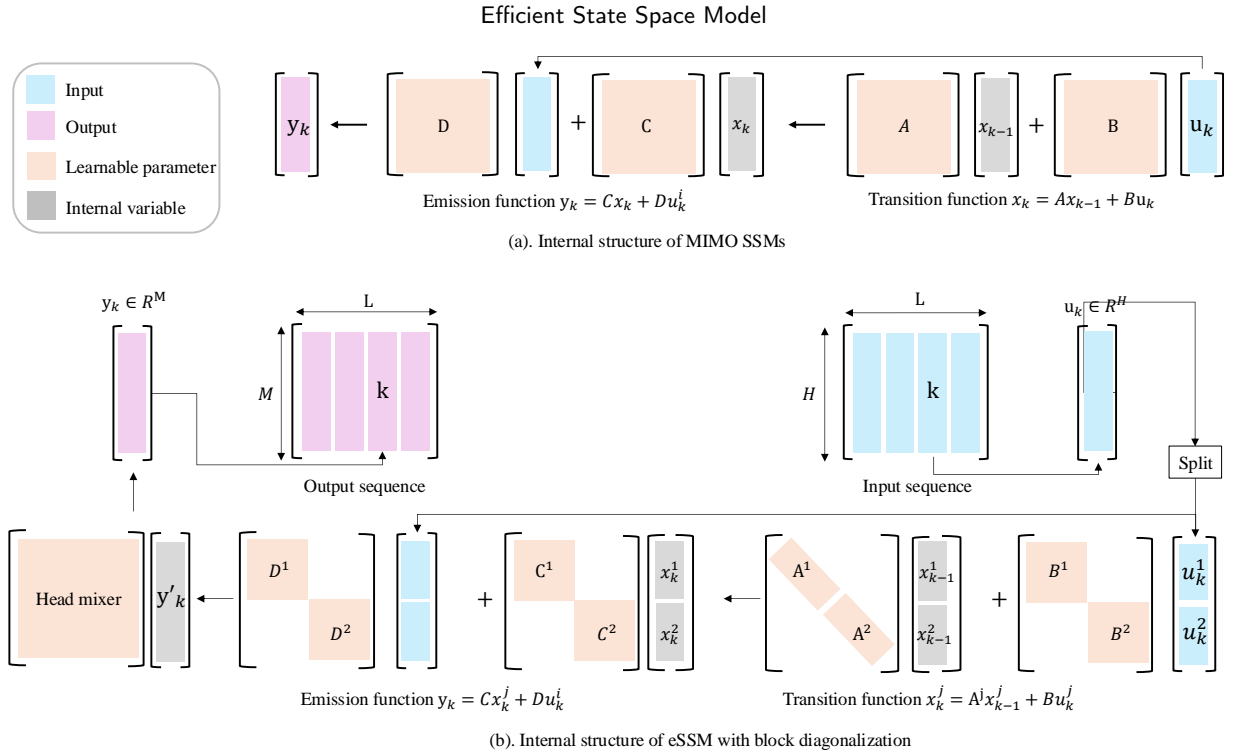 Efficient State Space Model
Input
Output
Learnable parameter
Internal variable
y_k
D
+
C
x_k
A
x_{k-1}
+
B
u_k
Emission function y_k = Cx_k + Du_k^i
Transition function x_k = Ax_{k-1} + Bu_k
(a). Internal structure of MIMO SSMs
y_k ∈ R^M
L
M
k
Output sequence
L
H
k
Input sequence
u_k ∈ R^H
Split
Head mixer
y'_k
D^1
D^2
+
C^1
C^2
x_k^1
x_k^2
A^1
A^2
x_{k-1}^1
x_{k-1}^2
+
B^1
B^2
u_k^1
u_k^2
Emission function y_k = Cx_k^j + Du_k^i
Transition function x_k^j = A^j x_{k-1}^j + Bu_k^j
(b). Internal structure of eSSM with block diagonalization